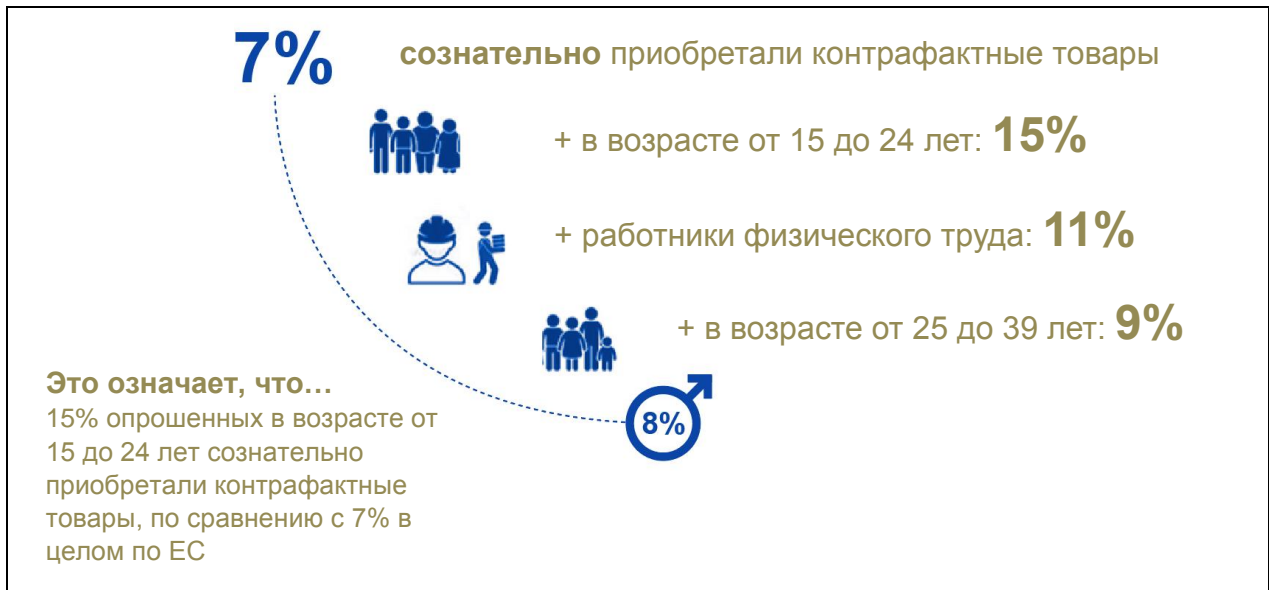 7% сознательно приобретали контрафактные товары
+ в возрасте от 15 до 24 лет: 15%
+ работники физического труда: 11%
+ в возрасте от 25 до 39 лет: 9%
8%
Это означает, что…
15% опрошенных в возрасте от
15 до 24 лет сознательно
приобретали контрафактные
товары, по сравнению с 7% в
целом по ЕС